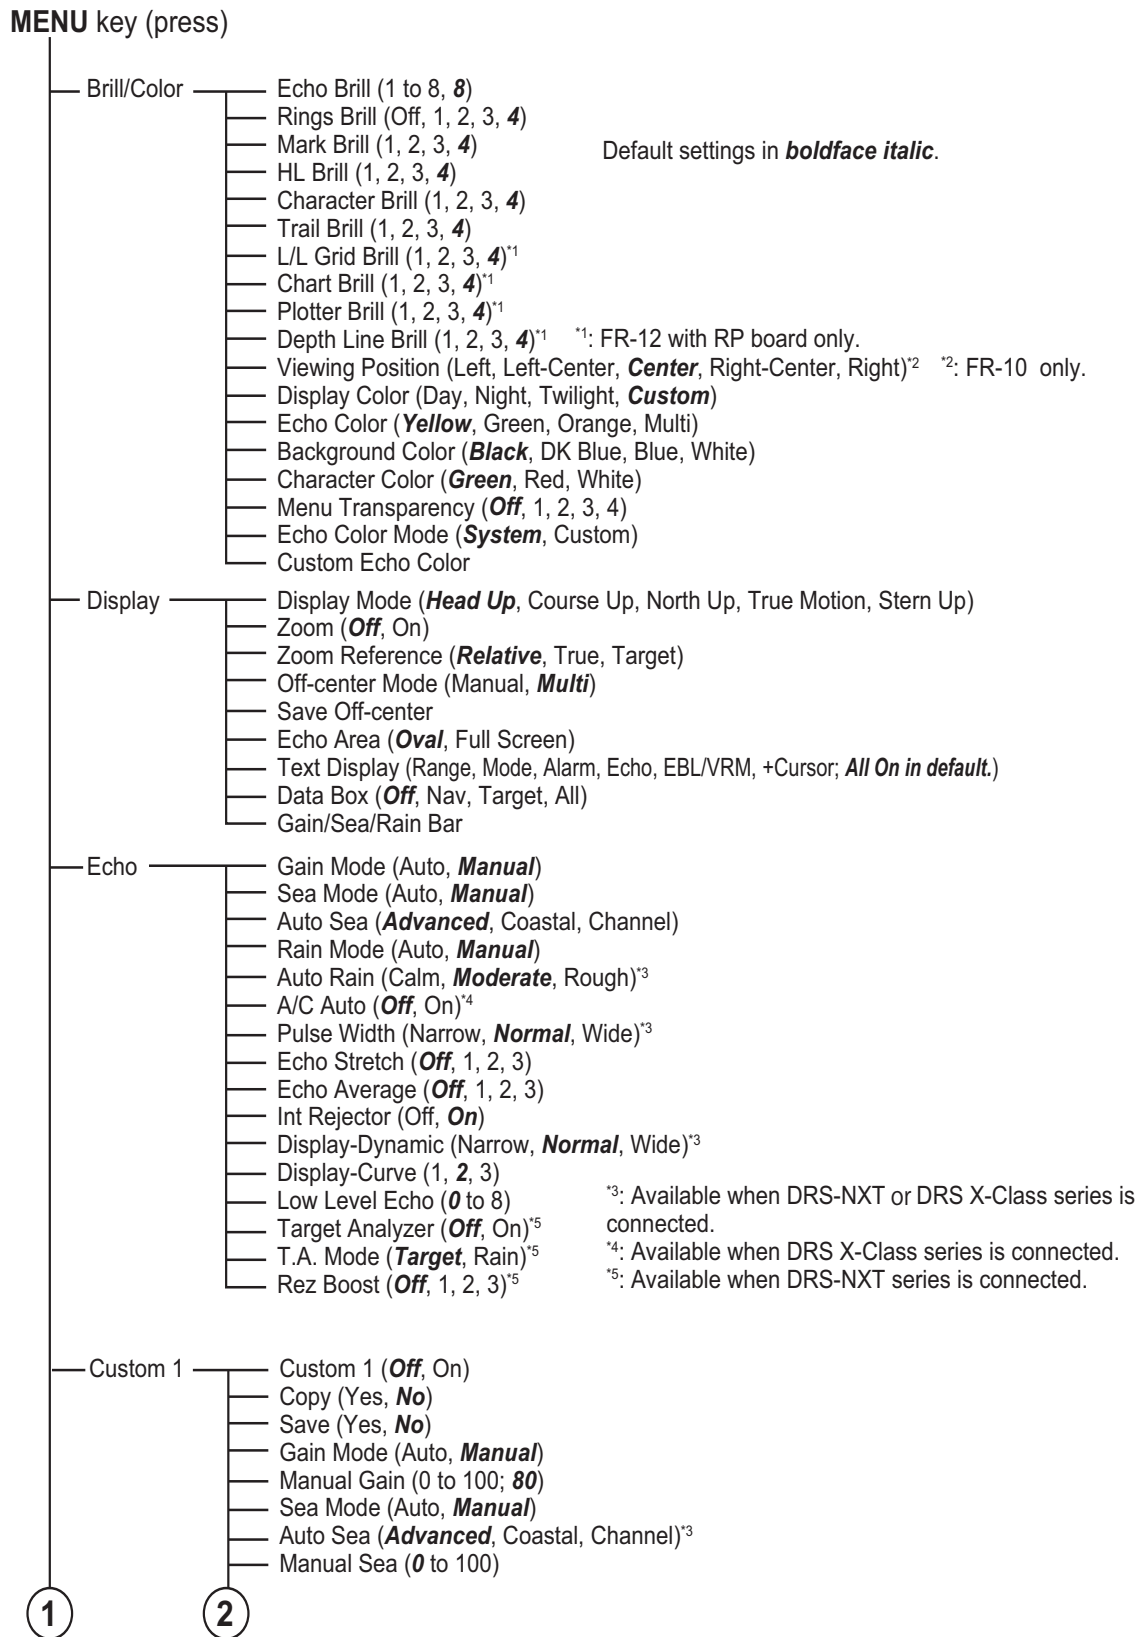 MENU key (press)
Brill/Color
Echo Brill (1 to 8, 8)
Rings Brill (Off, 1, 2, 3, 4)
Mark Brill (1, 2, 3, 4)
Default settings in boldface italic.
HL Brill (1, 2, 3, 4)
Character Brill (1, 2, 3, 4)
Trail Brill (1, 2, 3, 4)
L/L Grid Brill (1, 2, 3, 4)*1
Chart Brill (1, 2, 3, 4)*1
Plotter Brill (1, 2, 3, 4)*1
Depth Line Brill (1, 2, 3, 4)*1 *1: FR-12 with RP board only.
Viewing Position (Left, Left-Center, Center, Right-Center, Right)*2 *2: FR-10 only.
Display Color (Day, Night, Twilight, Custom)
Echo Color (Yellow, Green, Orange, Multi)
Background Color (Black, DK Blue, Blue, White)
Character Color (Green, Red, White)
Menu Transparency (Off, 1, 2, 3, 4)
Echo Color Mode (System, Custom)
Custom Echo Color
Display
Display Mode (Head Up, Course Up, North Up, True Motion, Stern Up)
Zoom (Off, On)
Zoom Reference (Relative, True, Target)
Off-center Mode (Manual, Multi)
Save Off-center
Echo Area (Oval, Full Screen)
Text Display (Range, Mode, Alarm, Echo, EBL/VRM, +Cursor; All On in default.)
Data Box (Off, Nav, Target, All)
Gain/Sea/Rain Bar
Echo
Gain Mode (Auto, Manual)
Sea Mode (Auto, Manual)
Auto Sea (Advanced, Coastal, Channel)
Rain Mode (Auto, Manual)
Auto Rain (Calm, Moderate, Rough)*3
A/C Auto (Off, On)*4
Pulse Width (Narrow, Normal, Wide)*3
Echo Stretch (Off, 1, 2, 3)
Echo Average (Off, 1, 2, 3)
Int Rejector (Off, On)
Display-Dynamic (Narrow, Normal, Wide)*3
Display-Curve (1, 2, 3)
Low Level Echo (0 to 8)
Target Analyzer (Off, On)*5
T.A. Mode (Target, Rain)*5
Rez Boost (Off, 1, 2, 3)*5
*3: Available when DRS-NXT or DRS X-Class series is
connected.
*4: Available when DRS X-Class series is connected.
*5: Available when DRS-NXT series is connected.
Custom 1
Custom 1 (Off, On)
Copy (Yes, No)
Save (Yes, No)
Gain Mode (Auto, Manual)
Manual Gain (0 to 100; 80)
Sea Mode (Auto, Manual)
Auto Sea (Advanced, Coastal, Channel)*3
Manual Sea (0 to 100)
1
2